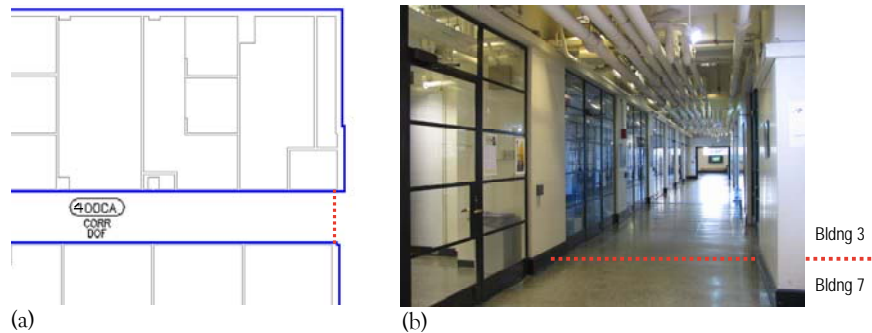 400CA
CORR
DOF
(a)
Bldng 3
Bldng 7
(b)